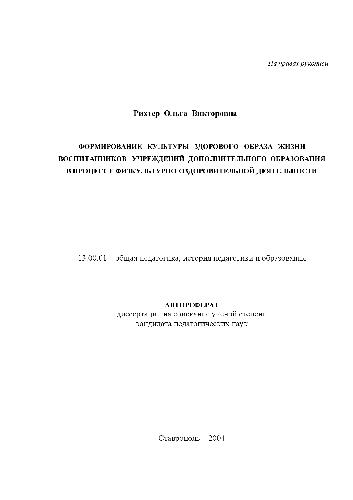 На правах рукописи
Рихтер Ольга Викторовна
ФОРМИРОВАНИЕ КУЛЬТУРЫ ЗДОРОВОГО ОБРАЗА ЖИЗНИ
ВОСПИТАННИКОВ УЧРЕЖДЕНИЙ ДОПОЛНИТЕЛЬНОГО ОБРАЗОВАНИЯ
В ПРОЦЕССЕ ФИЗКУЛЬТУРНО-ОЗДОРОВИТЕЛЬНОЙ ДЕЯТЕЛЬНОСТИ
13.00.01 – общая педагогика, история педагогики и образования
АВТОРЕФЕРАТ
диссертации на соискание ученой степени
кандидата педагогических наук
Ставрополь – 2004